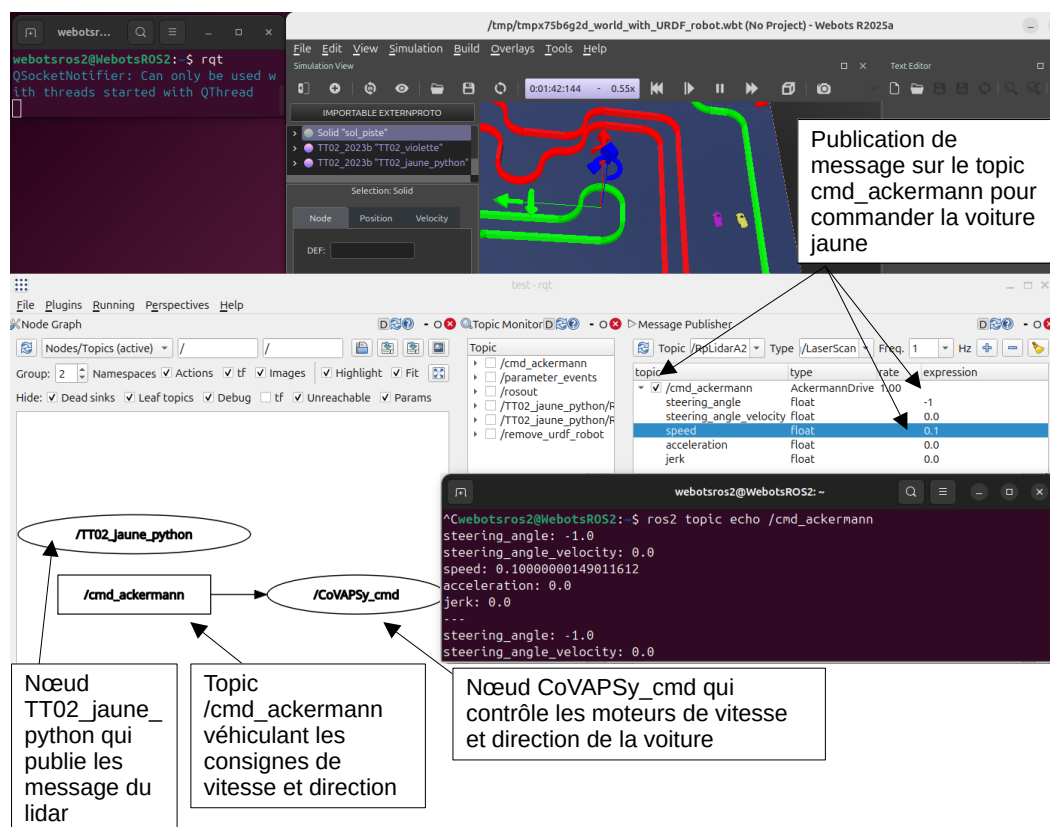 webotsr...
webotsros2@WebotsROS2:~$ rqt
QSocketNotifier: Can only be used w
ith threads started with QThread
/tmp/tmpx75b6g2d_world_with_URDF_robot.wbt (No Project) - Webots R2025a
File Edit View Simulation Build Overlays Tools Help
Simulation View
Text Editor
0:01:42:144 - 0.55x
IMPORTABLE EXTERNPROTO
Solid "sol_piste"
TT02_2023b "TT02_violette"
TT02_2023b "TT02_jaune_python"
Selection: Solid
Node Position Velocity
DEF:
Publication de
message sur le topic
cmd_ackermann pour
commander la voiture
jaune
test - rqt
File Plugins Running Perspectives Help
Node Graph
D
- O
Nodes/Topics (active) / /
Group: 2 Namespaces Actions tf Images Highlight Fit
Hide: Dead sinks Leaf topics Debug tf Unreachable Params
/TT02_jaune_python
/cmd_ackermann
/CoVAPSy_cmd
Topic Monitor
D
- O
Topic
/cmd_ackermann
/parameter_events
/rosout
/TT02_jaune_python/R
/TT02_jaune_python/R
/remove_urdf_robot
Message Publisher
D
- O
Topic /RpLidarA2 Type /LaserScan Freq. 1 Hz
topic type rate expression
/cmd_ackermann AckermannDrive 1.00
steering_angle float -1
steering_angle_velocity float 0.0
speed float 0.1
acceleration float 0.0
jerk float 0.0
webotsros2@WebotsROS2: ~
^Cwebotsros2@WebotsROS2:~$ ros2 topic echo /cmd_ackermann
steering_angle: -1.0
steering_angle_velocity: 0.0
speed: 0.10000000149011612
acceleration: 0.0
jerk: 0.0
---
steering_angle: -1.0
steering_angle_velocity: 0.0
Nœud
TT02_jaune_
python qui
publie les
message du
lidar
Topic
/cmd_ackermann
véhiculant les
consignes de
vitesse et direction
Nœud CoVAPSy_cmd qui
contrôle les moteurs de vitesse
et direction de la voiture